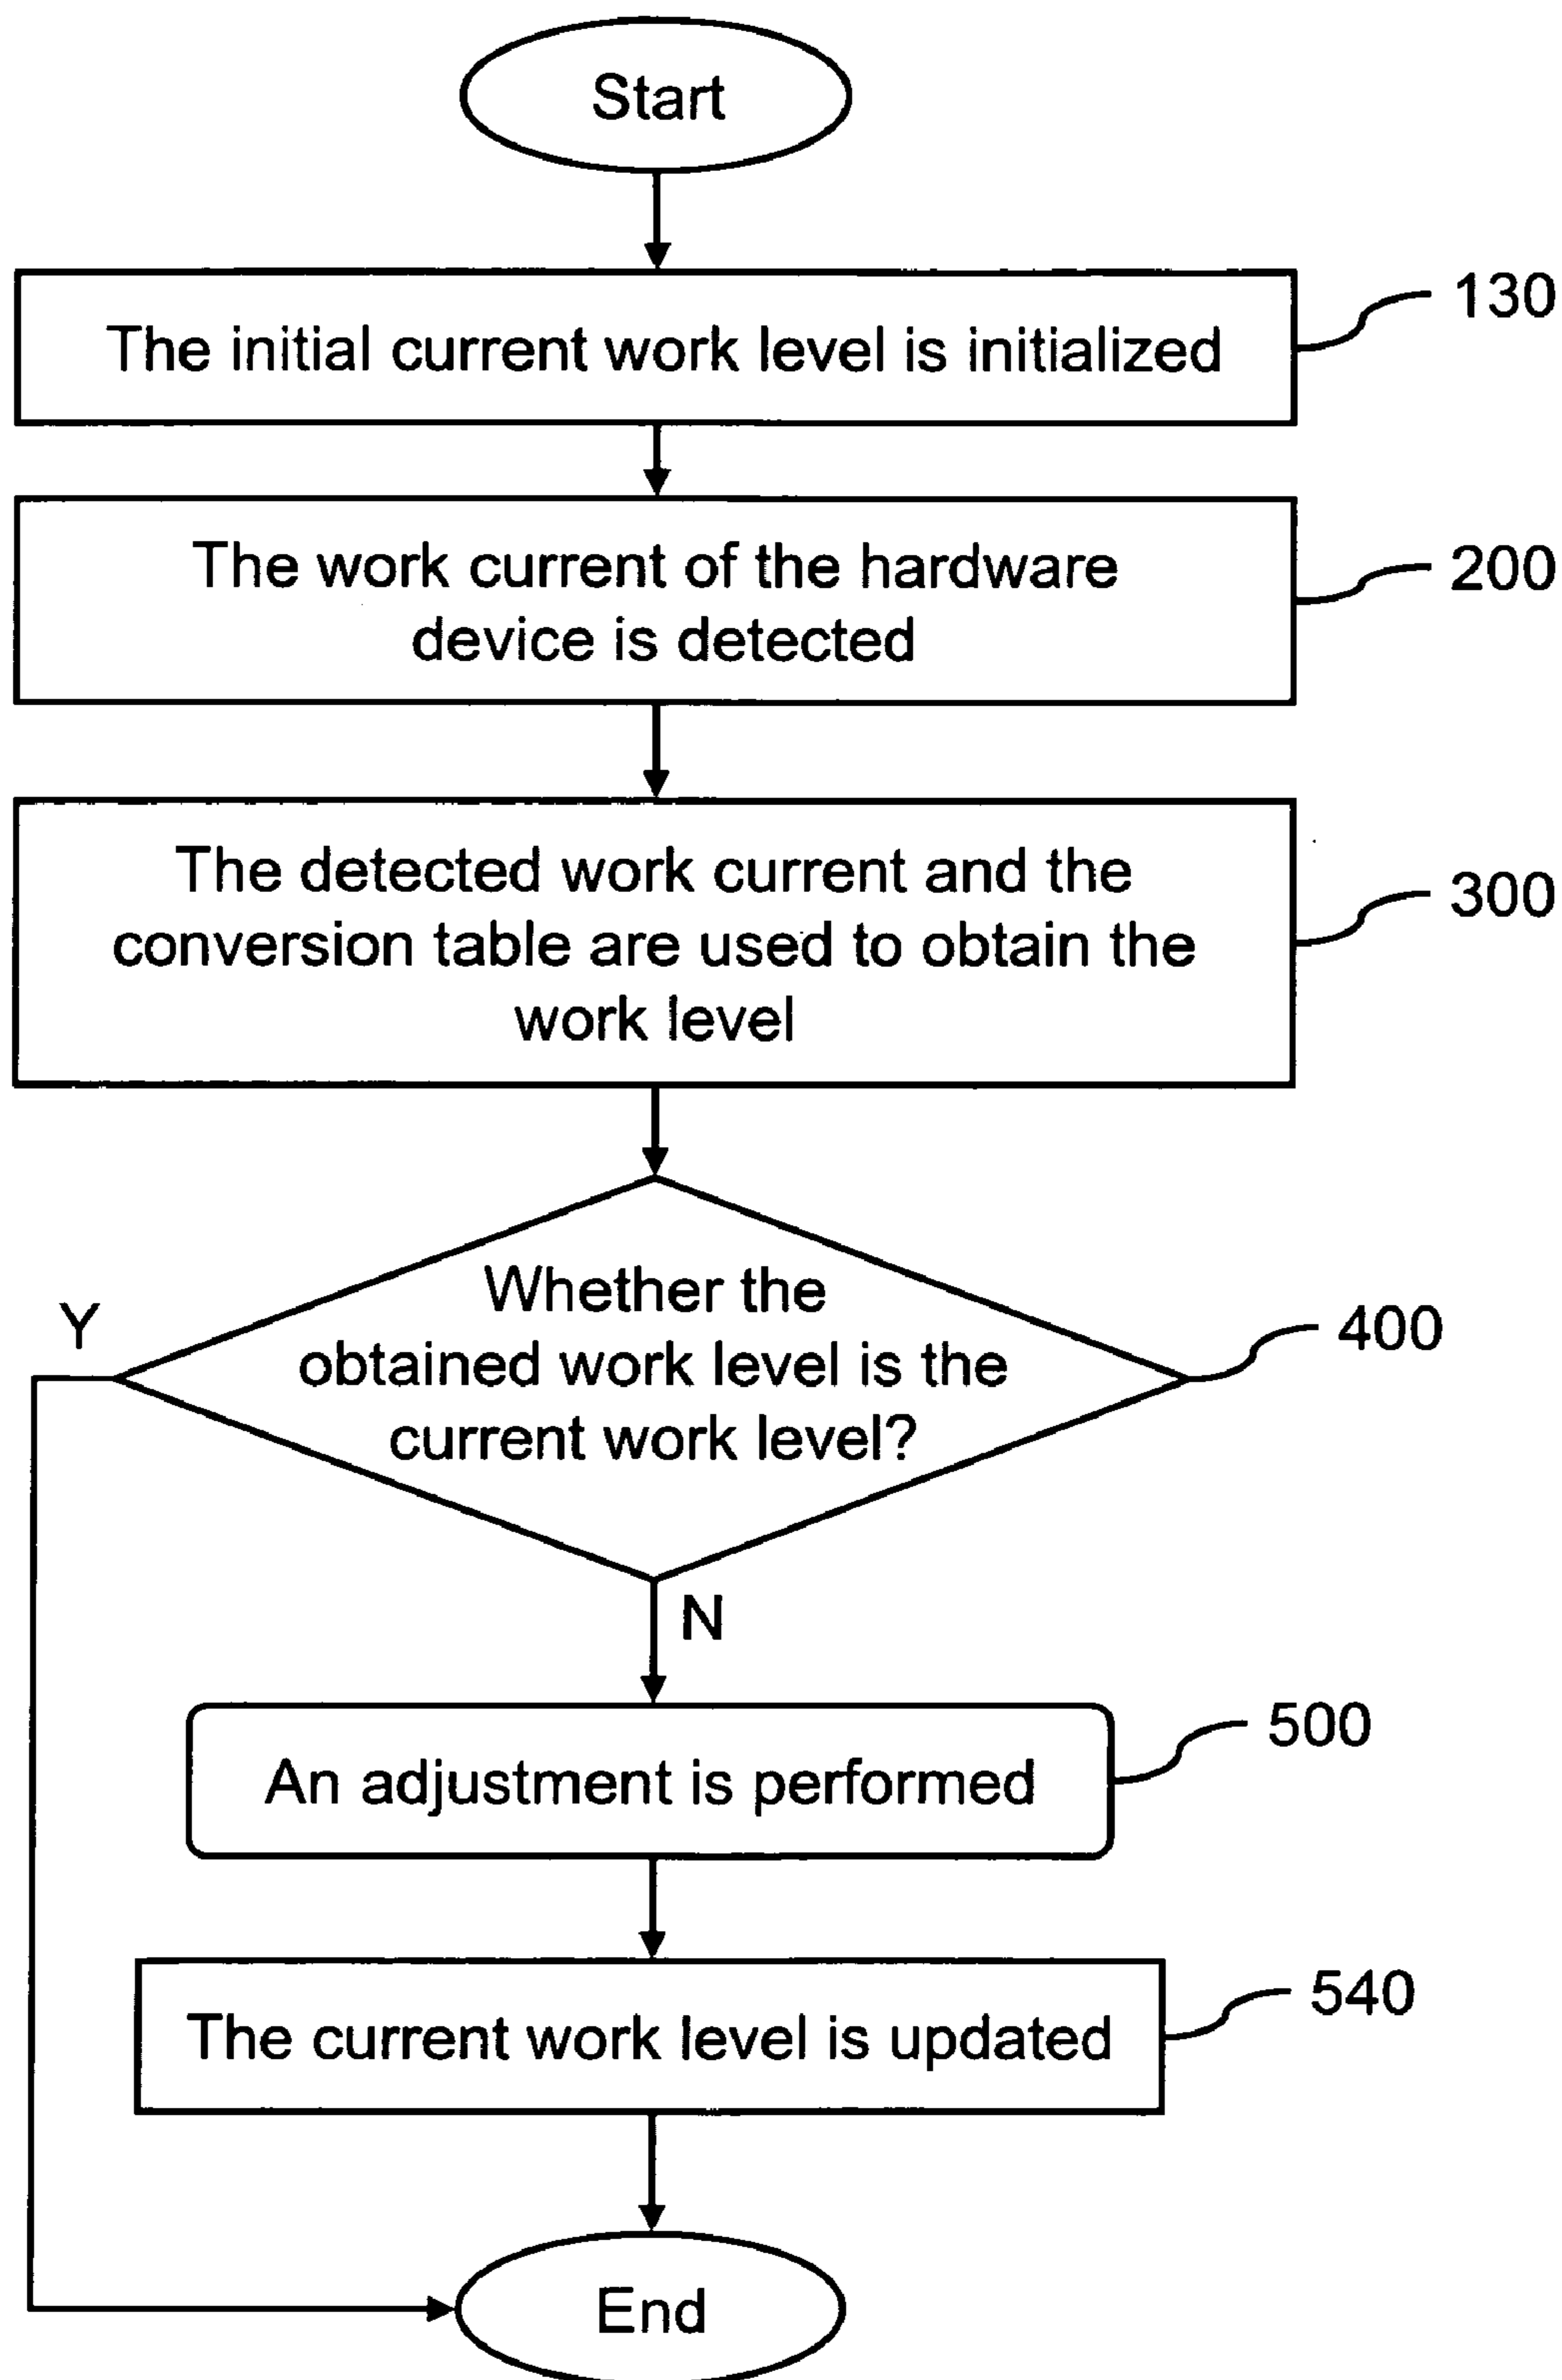 Start
The initial current work level is initialized
130
The work current of the hardware
device is detected
200
The detected work current and the
conversion table are used to obtain the
work level
300
Whether the
obtained work level is the
current work level?
Y
400
N
An adjustment is performed
500
The current work level is updated
540
End